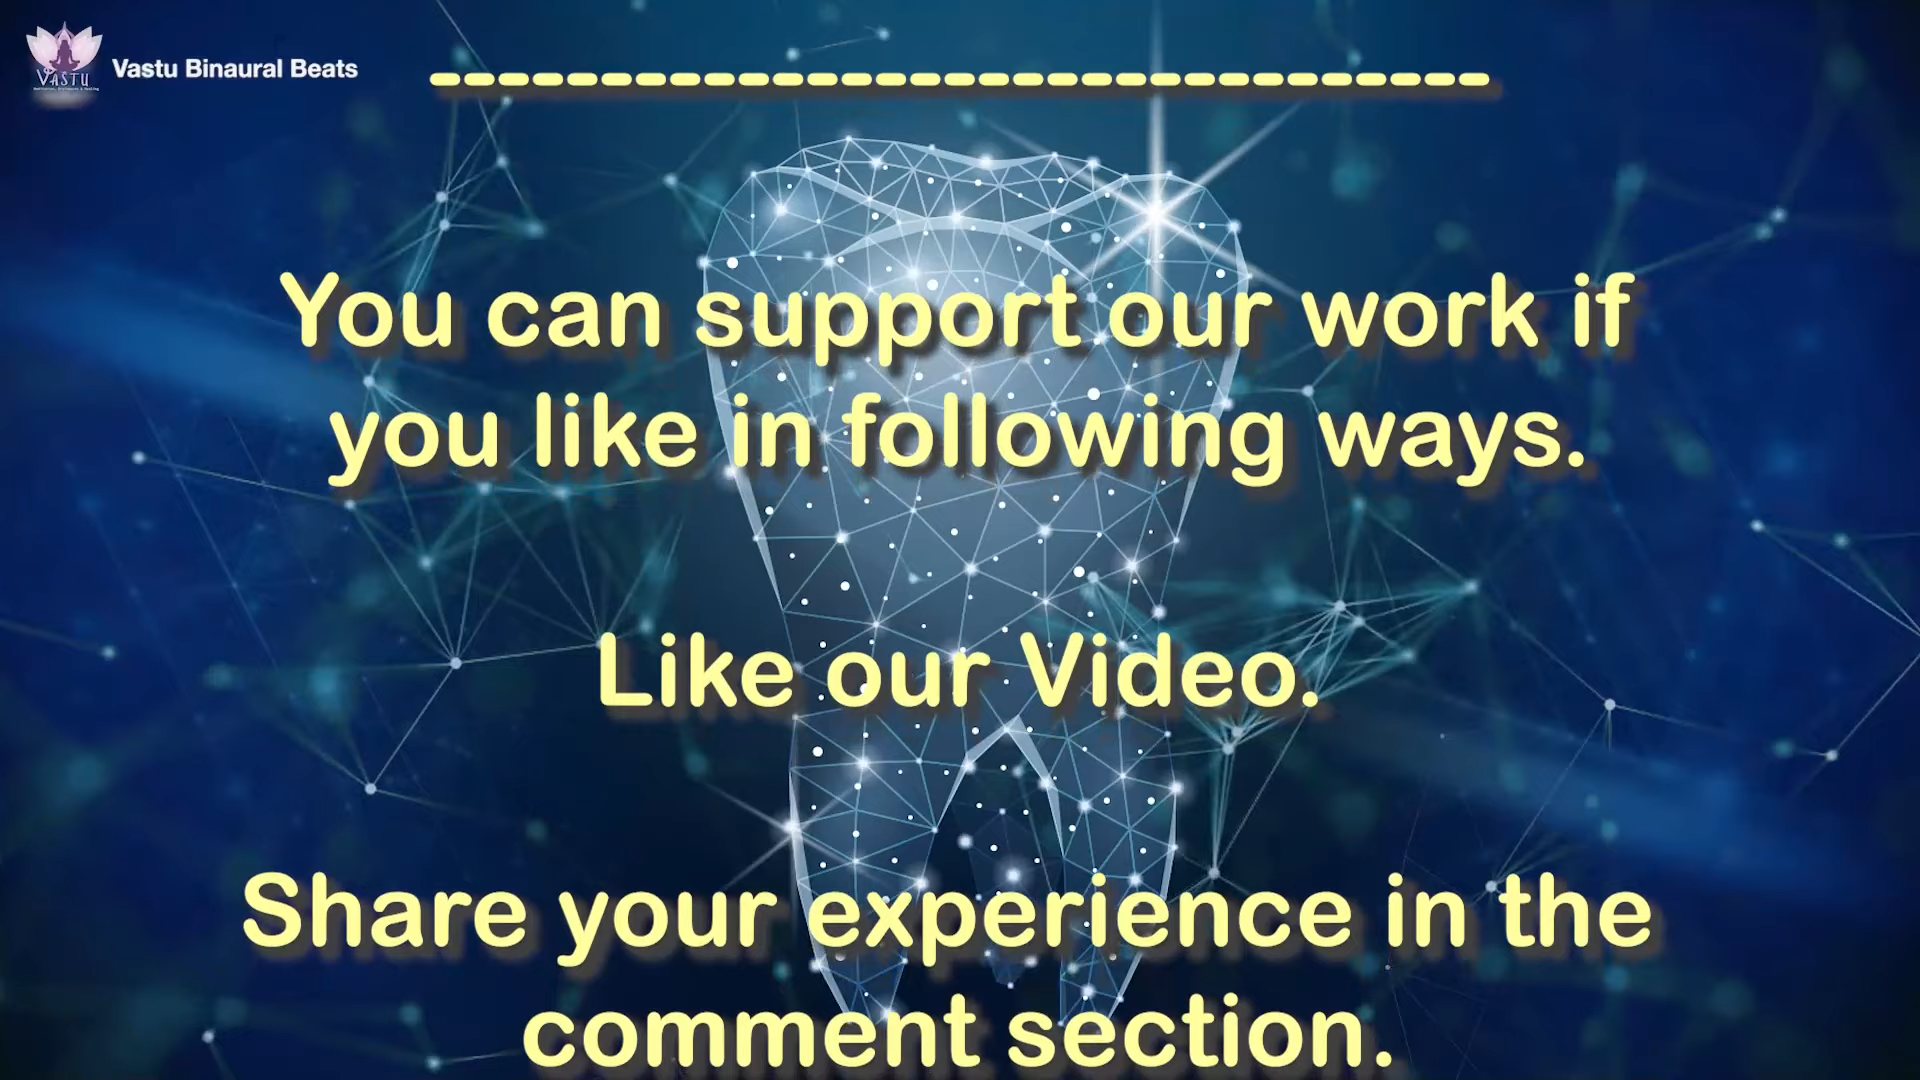 VASTU
Vastu Binaural Beats
-------------------------------
You can support our work if
you like in following ways.
Like our Video.
Share your experience in the
comment section.